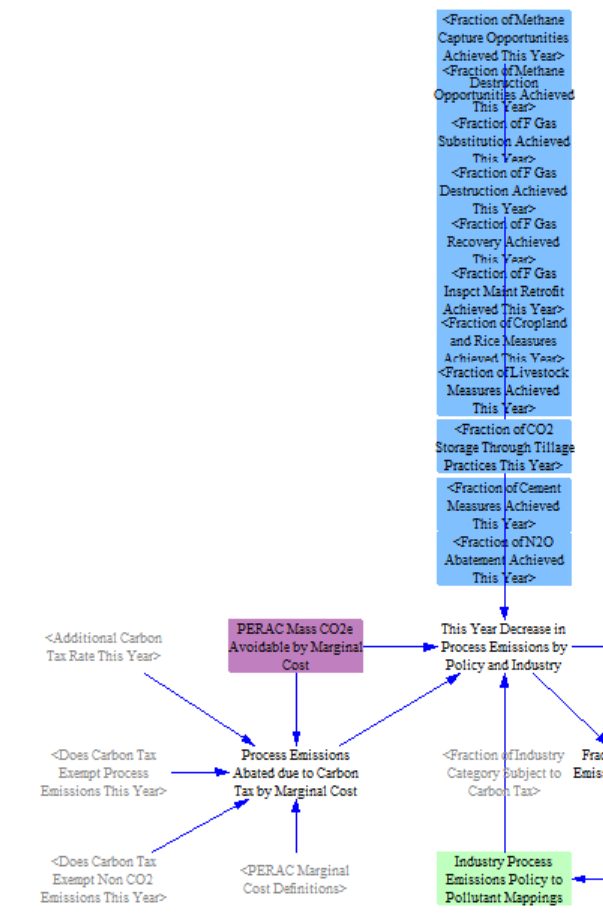 <Fraction of Methane
Capture Opportunities
Achieved This Year>
<Fraction of Methane
Destruction
Opportunities Achieved
This Year>
<Fraction of F Gas
Substitution Achieved
This Year>
<Fraction of F Gas
Destruction Achieved
This Year>
<Fraction of F Gas
Recovery Achieved
This Year>
<Fraction of F Gas
Inspct Maint Retrofit
Achieved This Year>
<Fraction of Cropland
and Rice Measures
Achieved This Year>
<Fraction of Livestock
Measures Achieved
This Year>
<Fraction of CO2
Storage Through Tillage
Practices This Year>
<Fraction of Cement
Measures Achieved
This Year>
<Fraction of N2O
Abatement Achieved
This Year>
<Additional Carbon
Tax Rate This Year>
PERAC Mass CO2e
Avoidable by Marginal
Cost
This Year Decrease in
Process Emissions by
Policy and Industry
<Does Carbon Tax
Exempt Process
Emissions This Year>
Process Emissions
Abated due to Carbon
Tax by Marginal Cost
<Fraction of Industry
Category Subject to
Carbon Tax>
Fra
Emis
<Does Carbon Tax
Exempt Non CO2
Emissions This Year>
<PERAC Marginal
Cost Definitions>
Industry Process
Emissions Policy to
Pollutant Mappings